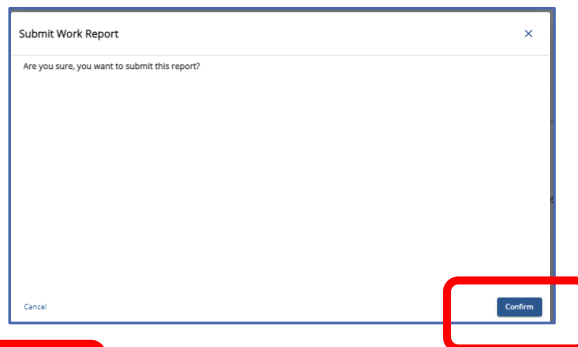 Submit Work Report
Are you sure, you want to submit this report?
Cancel
Confirm